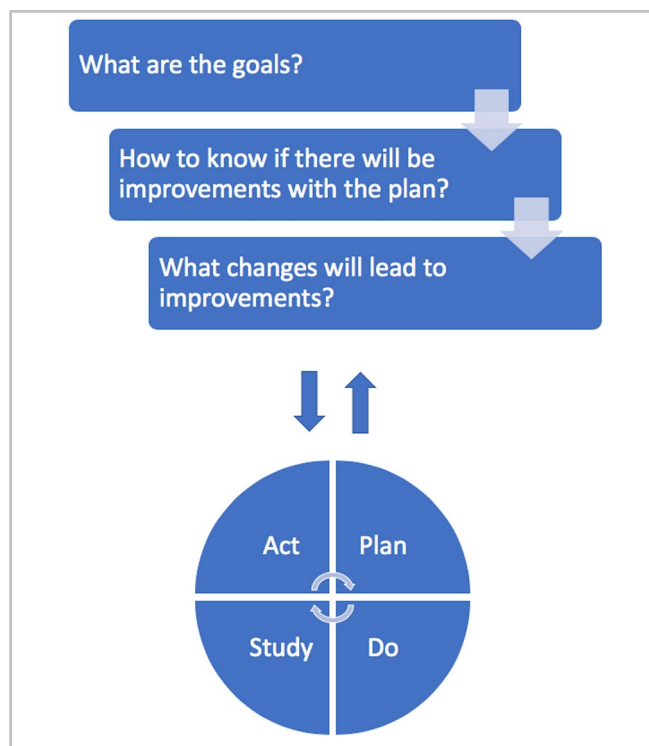 What are the goals?
How to know if there will be
improvements with the plan?
What changes will lead to
improvements?
Act
Plan
Study
Do